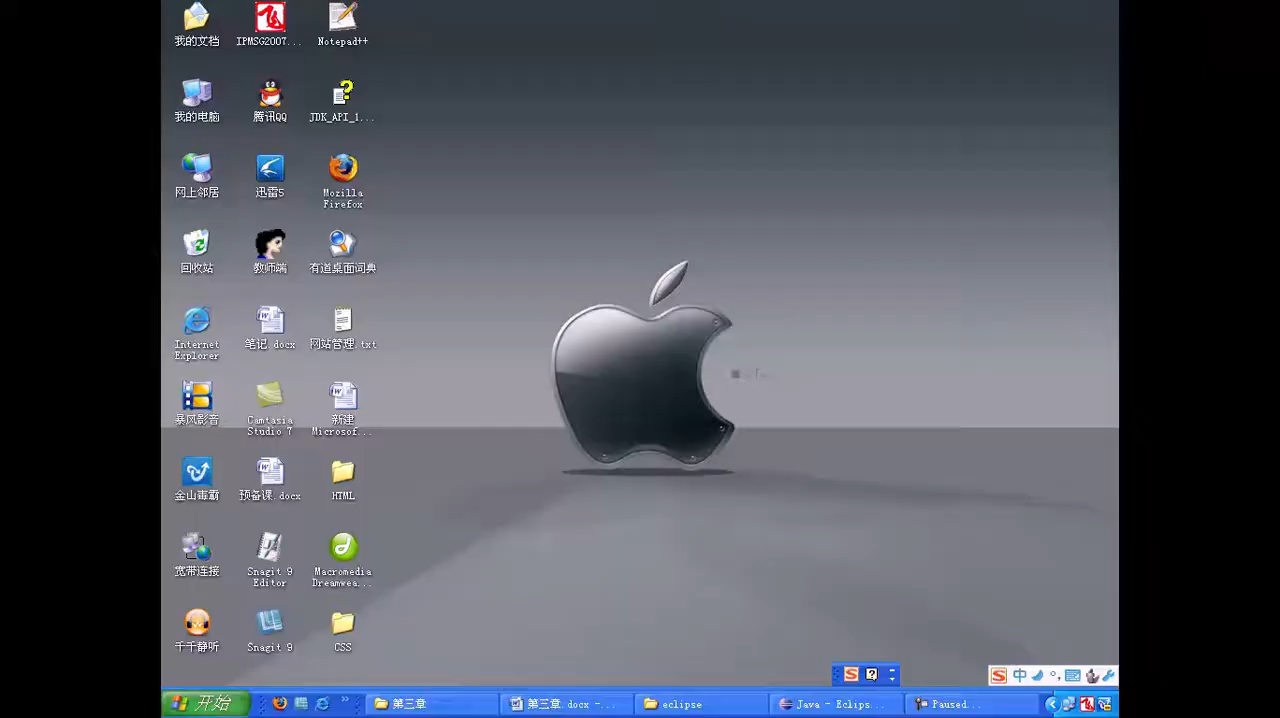 我的文档
IPMSG2007...
Notepad++
我的电脑
腾讯QQ
JDK_API_1...
网上邻居
迅雷5
Mozilla
Firefox
回收站
教师端
有道桌面词典
Internet
Explorer
笔记.docx
网站管理.txt
暴风影音
Camtasia
Studio 7
新建
Microsof...
金山毒霸
预备课.docx
HTML
宽带连接
Snagit 9
Editor
Macromedia
Dreamwea...
千千静听
Snagit 9
CSS
中
开始
第三章
第三章.docx -...
eclipse
Java - Eclips...
Paused...